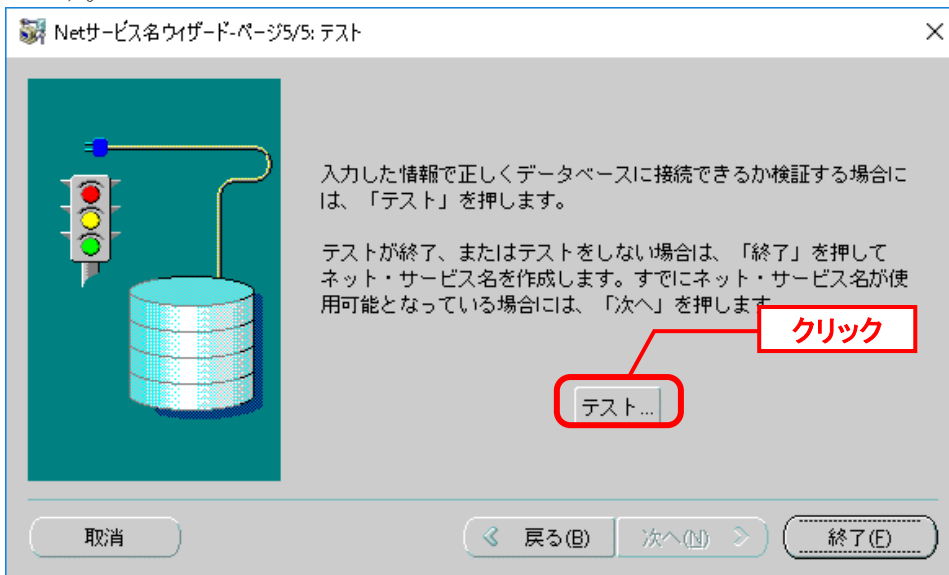 Netサービス名ウィザード-ページ5/5: テスト
入力した情報で正しくデータベースに接続できるか検証する場合に
は、「テスト」を押します。
テストが終了、またはテストをしない場合は、「終了」を押して
ネット・サービス名を作成します。すでにネット・サービス名が使
用可能となっている場合には、「次へ」を押します
クリック
テスト...
取消
戻る(B)
次へ(N)
終了(F)